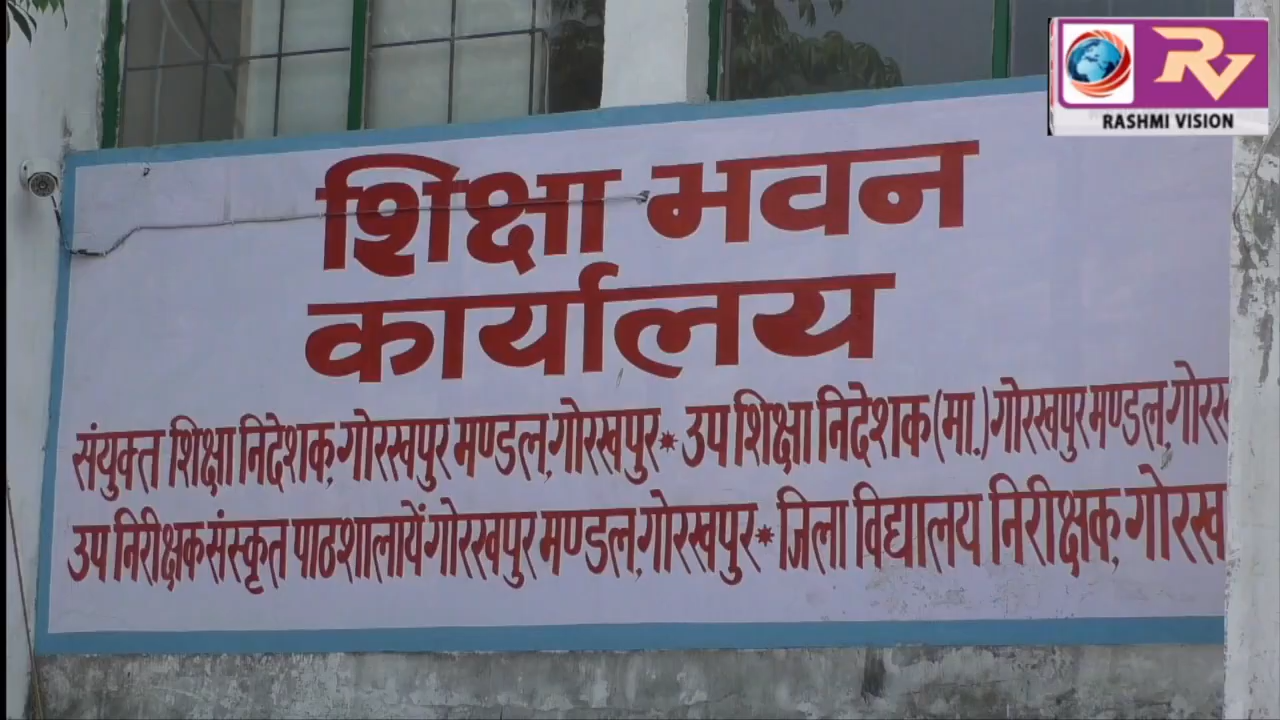 RV
RASHMI VISION
शिक्षा भवन
कार्यालय
संयुक्त शिक्षा निदेशक, गोरखपुर मण्डल, गोरखपुर * उप शिक्षा निदेशक (मा.) गोरखपुर मण्डल,
उप निरीक्षक संस्कृत पाठशालायें गोरखपुर मण्डल, गोरखपुर * जिला विद्यालय निरीक्षक,